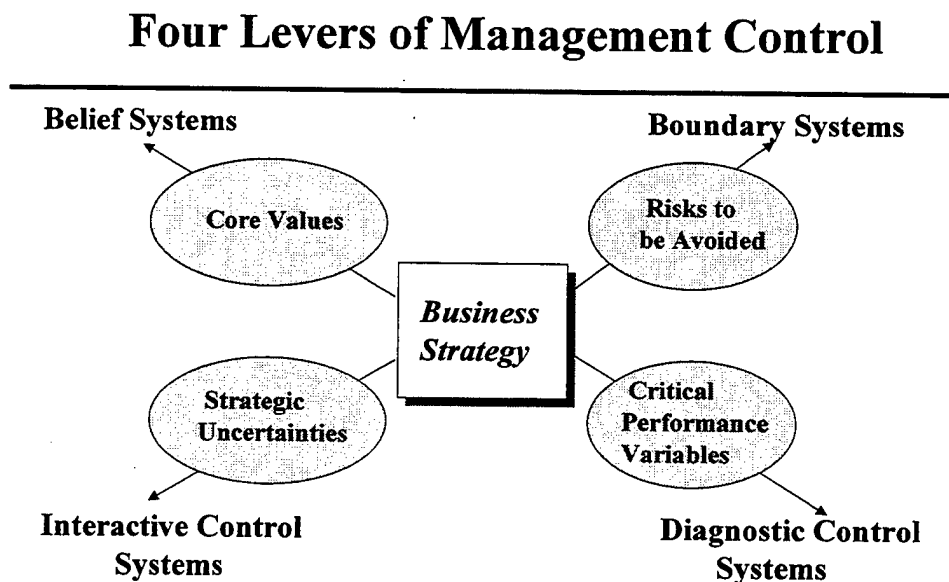 Four Levers of Management Control
Belief Systems
Boundary Systems
Core Values
Risks to
be Avoided
Business
Strategy
Strategic
Uncertainties
Critical
Performance
Variables
Interactive Control
Systems
Diagnostic Control
Systems